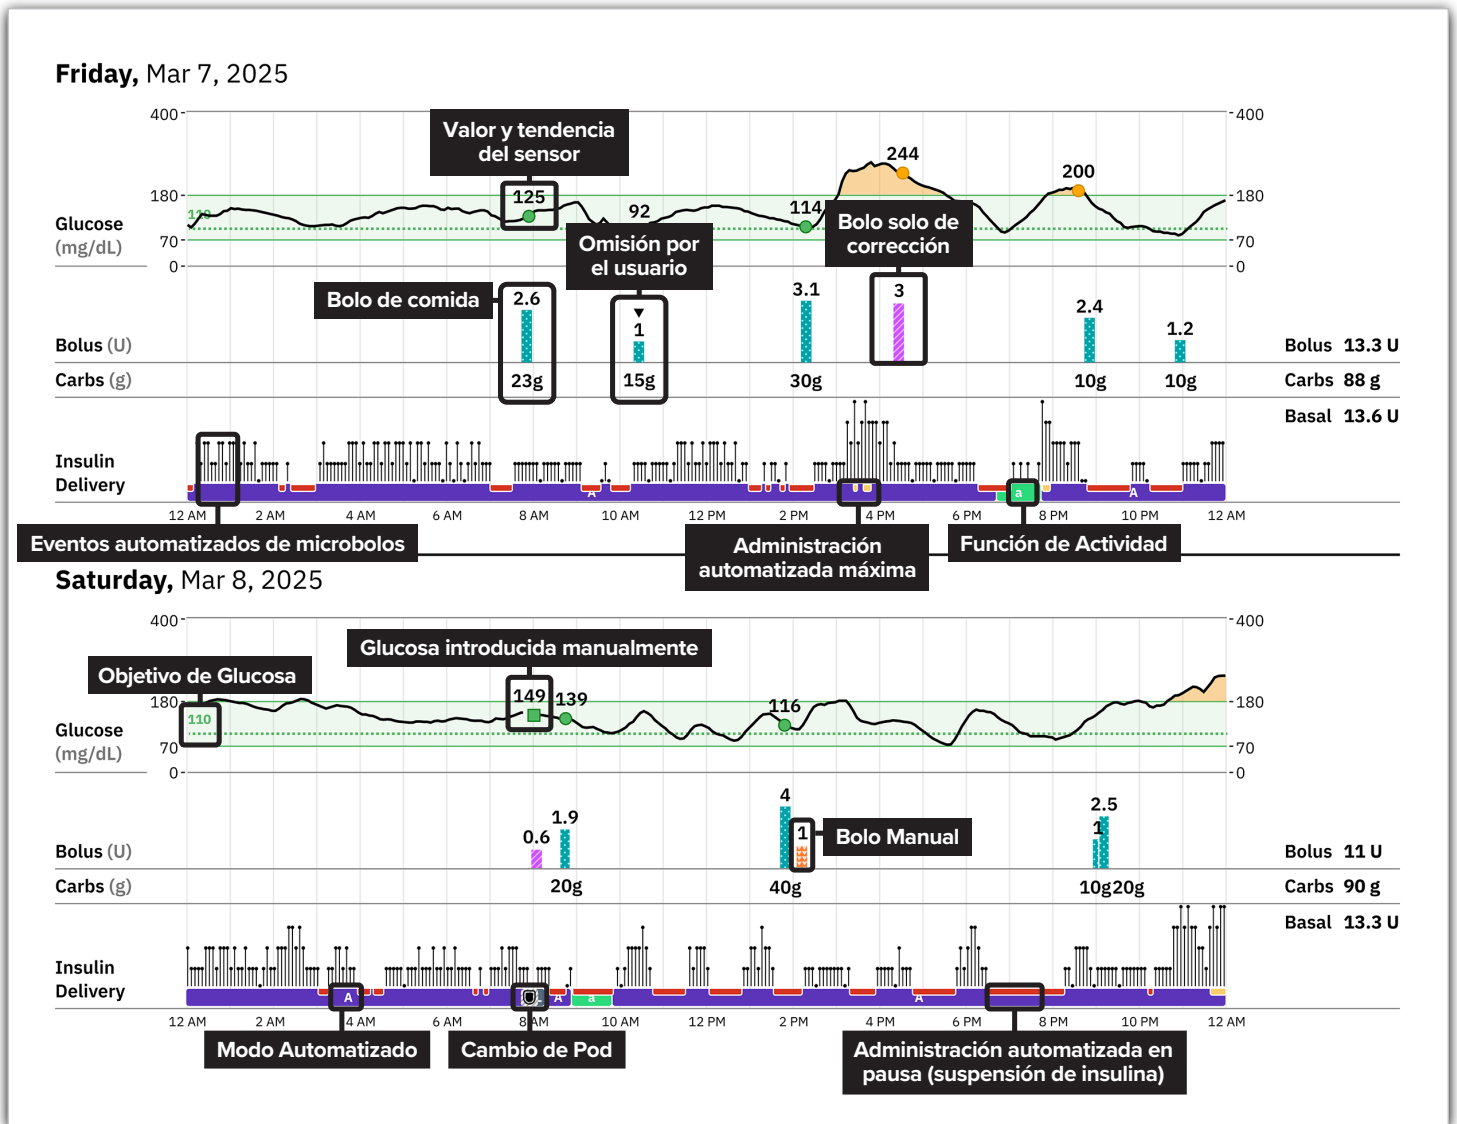 Friday, Mar 7, 2025
400 400
Valor y tendencia
del sensor
244
200
180 125 180
110 92 114
Bolo solo de
corrección
Glucose
(mg/dL)
Omisión por
el usuario
70 70
0 0
Bolo de comida 2.6 3.1 3
2.4
1 1.2
Bolus (U) Bolus 13.3 U
Carbs (g) 23g 15g 30g 10g 10g Carbs 88 g
Basal 13.6 U
Insulin
Delivery
A a A
12 AM 2 AM 4 AM 6 AM 8 AM 10 AM 12 PM 2 PM 4 PM 6 PM 8 PM 10 PM 12 AM
Eventos automatizados de microbolos
Administración
automatizada máxima
Función de Actividad
Saturday, Mar 8, 2025
400 400
Glucosa introducida manualmente
Objetivo de Glucosa
180 149 139 116 180
110
Glucose
(mg/dL)
70 70
0 0
4 2.5
0.6 1.9 1 1
Bolo Manual
Bolus (U) Bolus 11 U
Carbs (g) 20g 40g 10g20g Carbs 90 g
Basal 13.3 U
Insulin
Delivery
A A a A
12 AM 2 AM 4 AM 6 AM 8 AM 10 AM 12 PM 2 PM 4 PM 6 PM 8 PM 10 PM 12 AM
Modo Automatizado
Cambio de Pod
Administración automatizada en
pausa (suspensión de insulina)